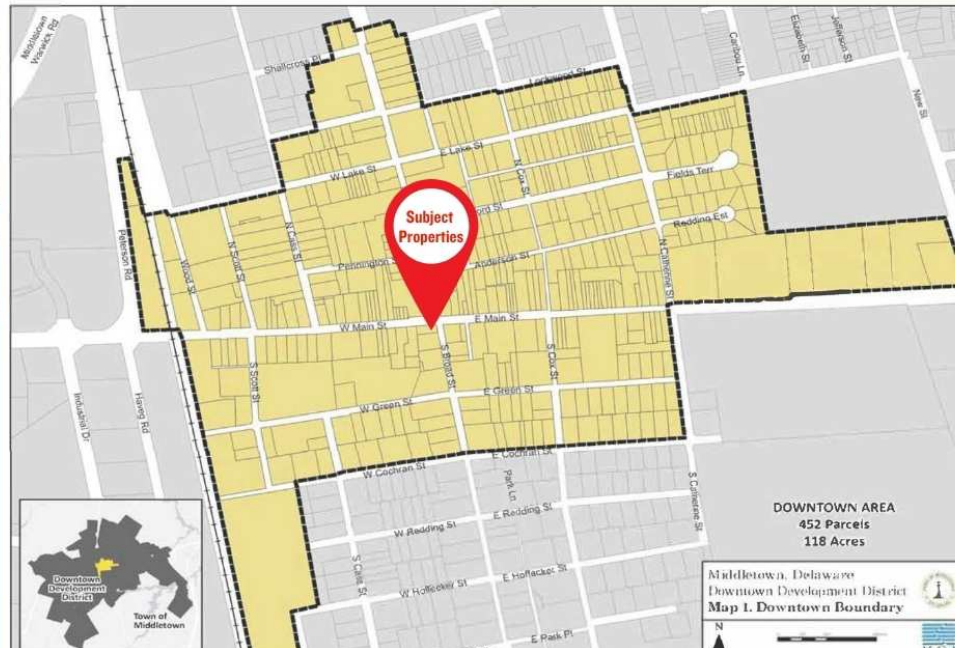 Middletown
Warwick Rd
Shallcross Pl
Lockwood St
Caribou Ln
Elizabeth St
Jefferson St
New St
E Lake St
W Lake St
N Cox St
Fields Terr
Redding Est
Subject
Properties
N Cass St
N Scott St
Wood St
Peterson Rd
Anderson St
N Catherine St
W Main St
E Main St
S Broad St
S Cox St
S Scott St
W Green St
E Green St
Industrial Dr
Haveg Rd
W Cochran St
E Cochran St
Park Ln
S Catherine St
W Redding St
E Redding St
S Cass St
W Hoffecker St
E Hoffecker St
E Park Pl
DOWNTOWN AREA
452 Parcels
118 Acres
Downtown
Development
District
Town of
Middletown
Middletown, Delaware
Downtown Development District
Map 1. Downtown Boundary
N